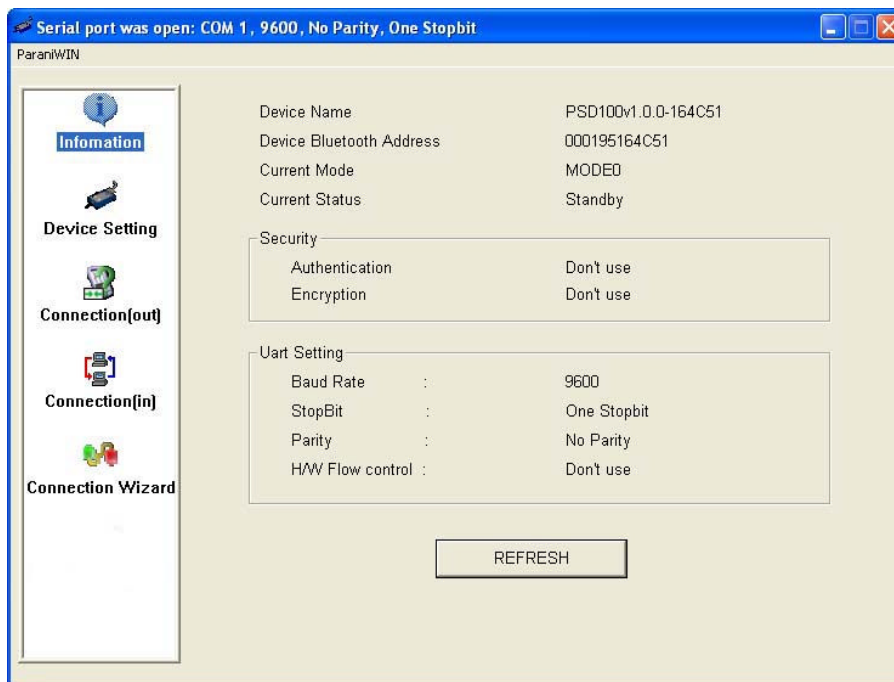 Serial port was open: COM 1, 9600, No Parity, One Stopbit
ParaniWIN
Infomation
Device Setting
Connection(out)
Connection(in)
Connection Wizard
Device Name PSD100v1.0.0-164C51
Device Bluetooth Address 000195164C51
Current Mode MODE0
Current Status Standby
Security
Authentication Don't use
Encryption Don't use
Uart Setting
Baud Rate : 9600
StopBit : One Stopbit
Parity : No Parity
H/W Flow control : Don't use
REFRESH